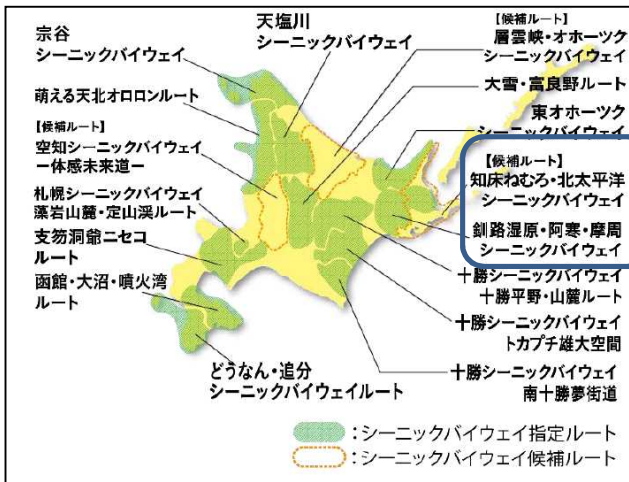 宗谷
シーニックバイウェイ
天塩川
シーニックバイウェイ
【候補ルート】
層雲峡・オホーツク
シーニックバイウェイ
萌える天北オロロンルート
大雪・富良野ルート
【候補ルート】
空知シーニックバイウェイ
ー体感未来道ー
東オホーツク
シーニックバイウェイ
【候補ルート】
知床ねむろ・北太平洋
シーニックバイウェイ
札幌シーニックバイウェイ
藻岩山麓・定山渓ルート
釧路湿原・阿寒・摩周
シーニックバイウェイ
支笏洞爺ニセコ
ルート
十勝シーニックバイウェイ
十勝平野・山麓ルート
函館・大沼・噴火湾
ルート
十勝シーニックバイウェイ
トカプチ雄大空間
どうなん・追分
シーニックバイウェイルート
十勝シーニックバイウェイ
南十勝夢街道
:シーニックバイウェイ指定ルート
:シーニックバイウェイ候補ルート